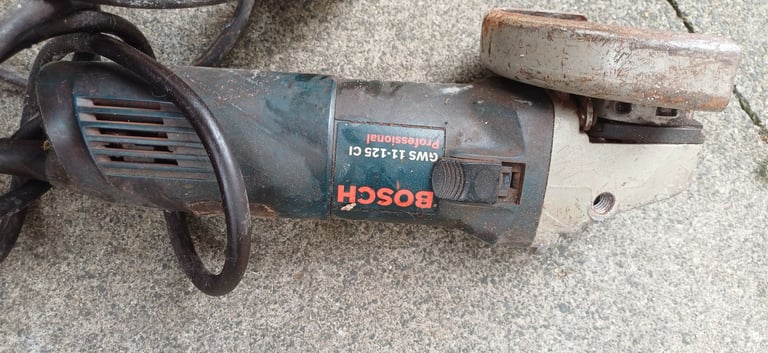 BOSCH
GWS 11-125 CI
Professional